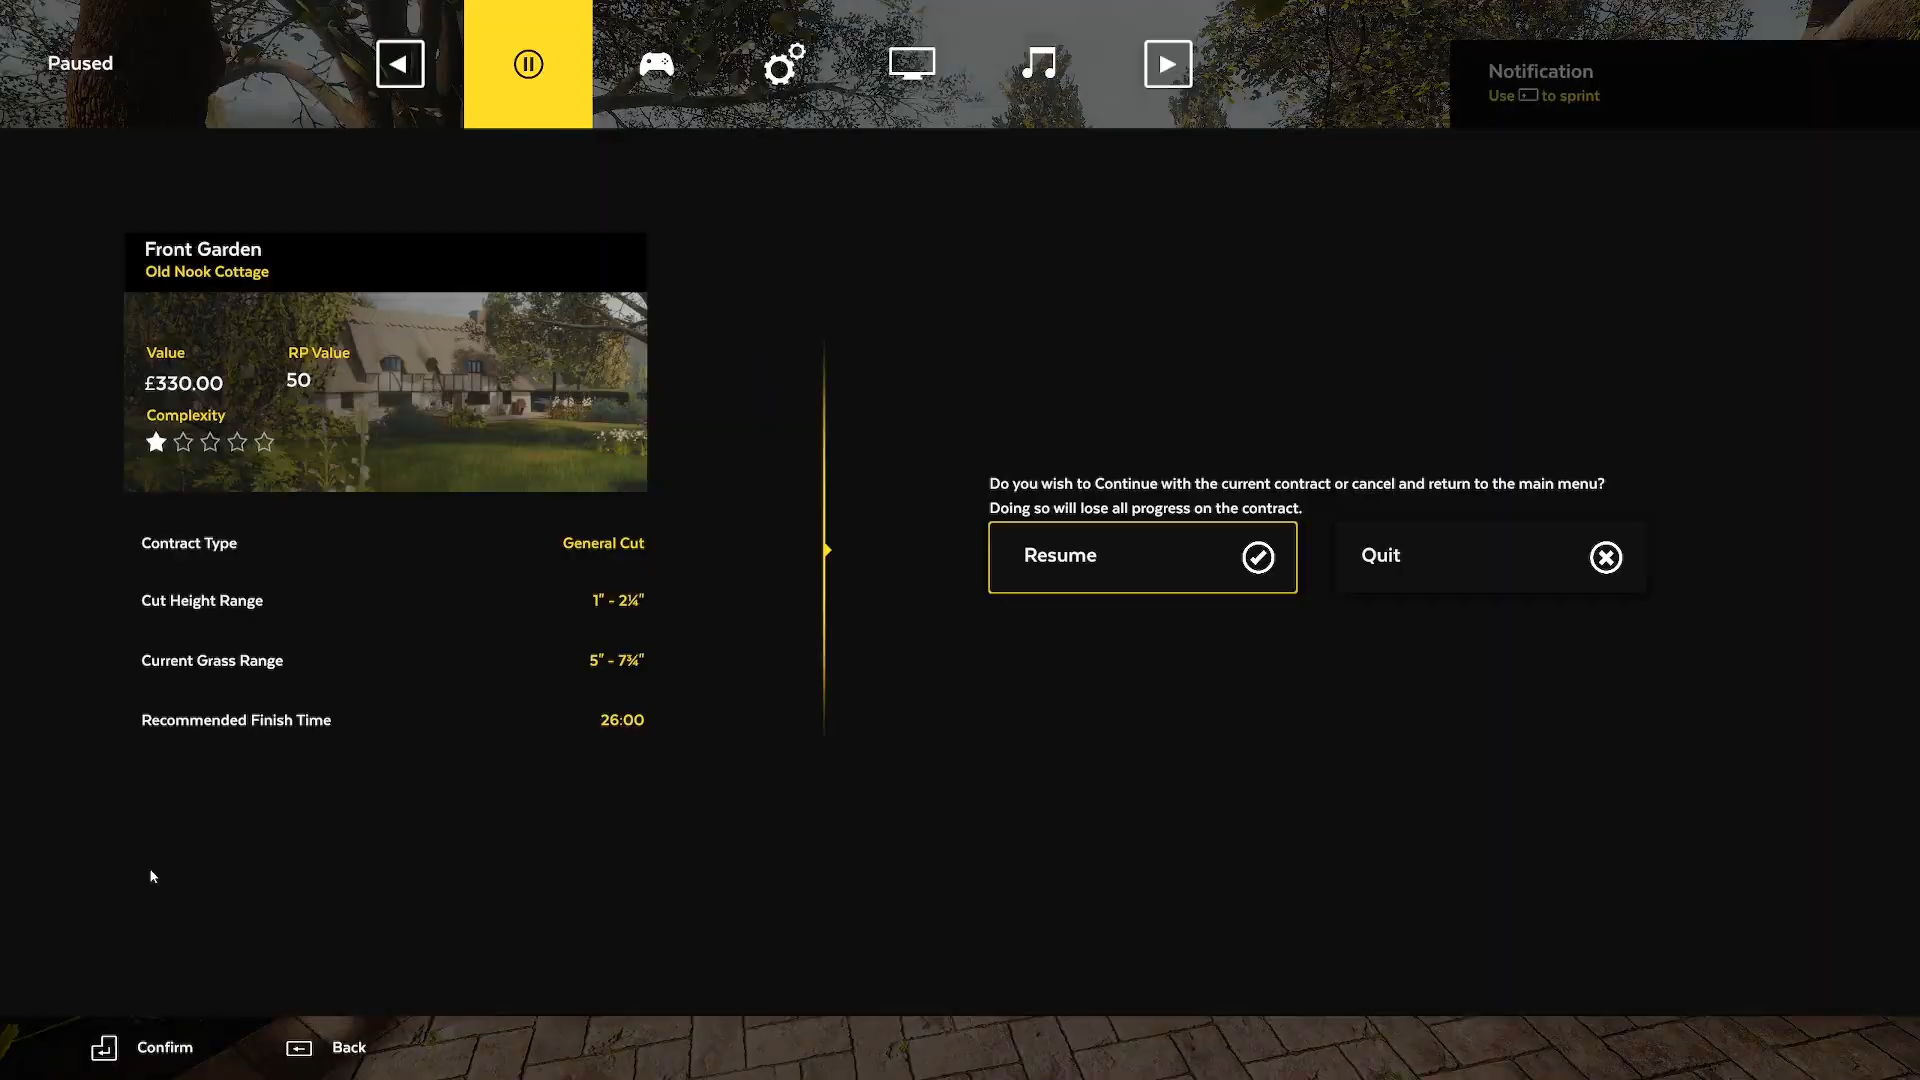 Paused
Notification
Use to sprint
Front Garden
Old Nook Cottage
Value
RP Value
£330.00
50
Complexity
Contract Type
General Cut
Cut Height Range
1" - 2¼"
Current Grass Range
5" - 7¾"
Recommended Finish Time
26:00
Do you wish to Continue with the current contract or cancel and return to the main menu?
Doing so will lose all progress on the contract.
Resume
Quit
Confirm
Back